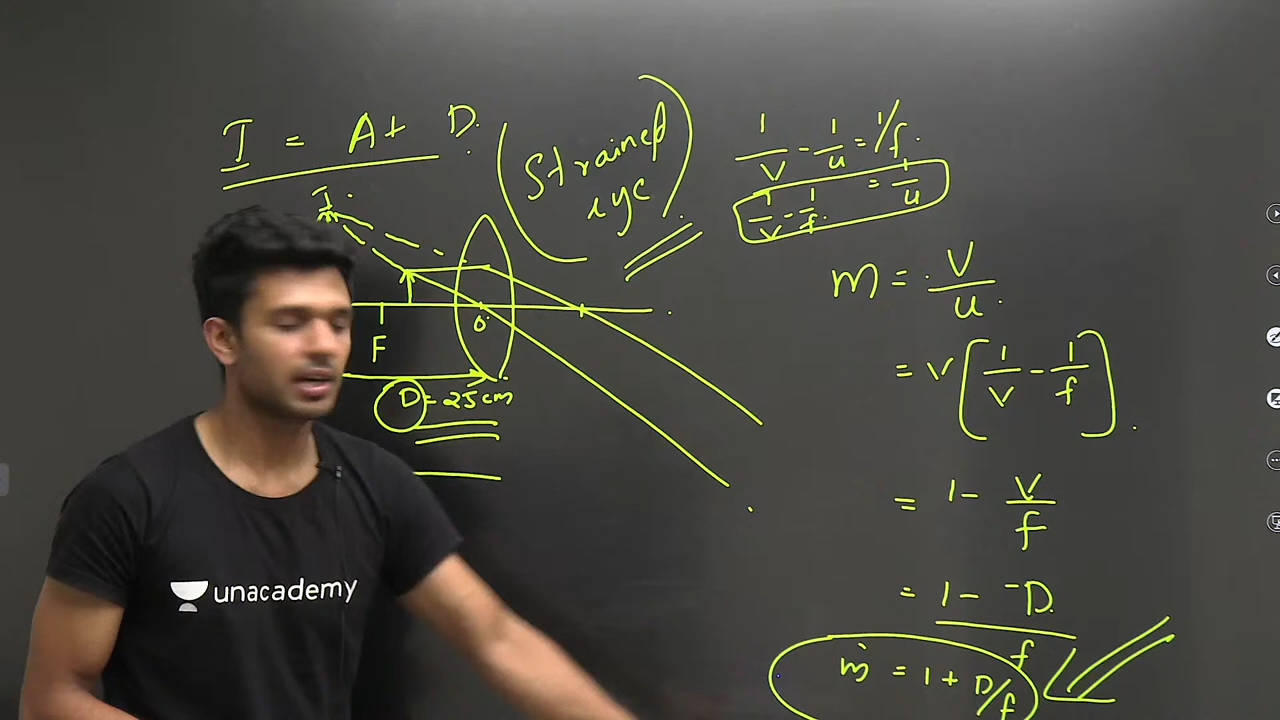 I = A+ D.
(Strained
eye)
I.
F
O
D = 25cm
1/v - 1/u = 1/f.
1/v - 1/f = 1/u
m = v/u.
= v[1/v - 1/f].
= 1 - v/f
= 1 - -D/f
m = 1 + D/f
unacademy